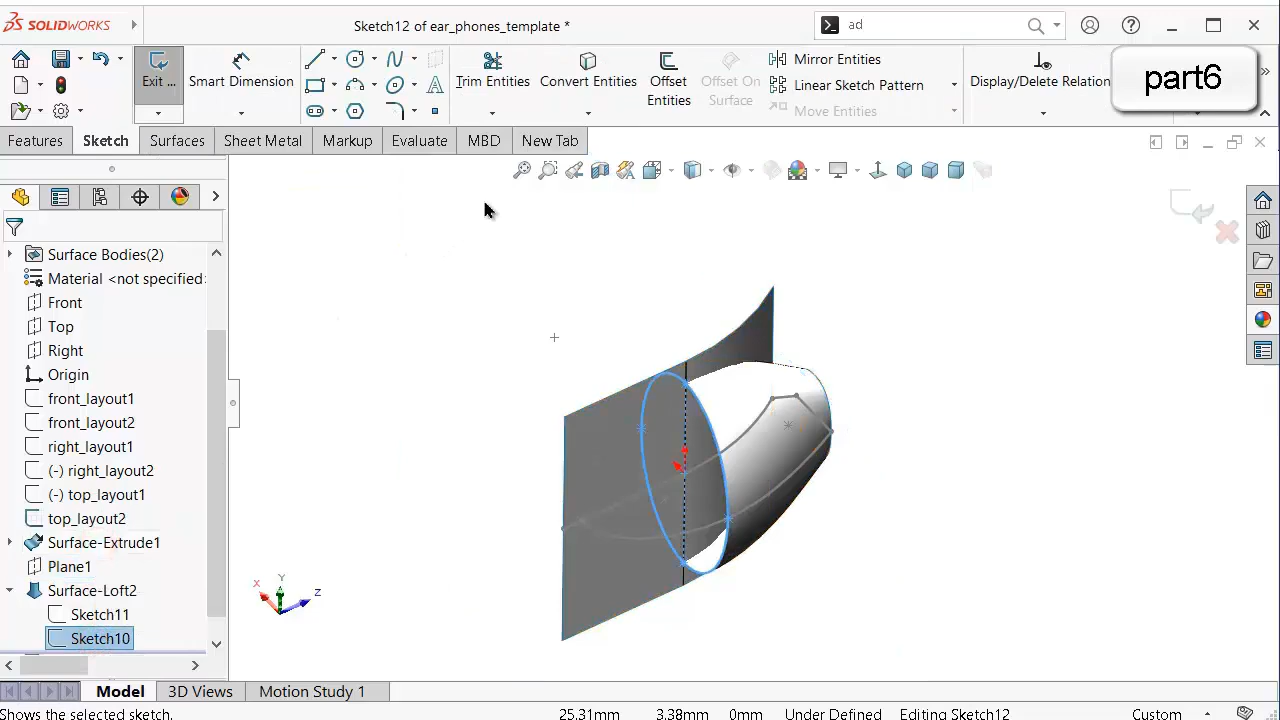 SOLIDWORKS
Sketch12 of ear_phones_template *
ad
Exit ...
Smart Dimension
Trim Entities
Convert Entities
Offset Entities
Offset On Surface
Mirror Entities
Linear Sketch Pattern
Move Entities
Display/Delete Relation
part6
Features
Sketch
Surfaces
Sheet Metal
Markup
Evaluate
MBD
New Tab
Surface Bodies(2)
Material <not specified>
Front
Top
Right
Origin
front_layout1
front_layout2
right_layout1
(-) right_layout2
(-) top_layout1
top_layout2
Surface-Extrude1
Plane1
Surface-Loft2
Sketch11
Sketch10
X
Y
Z
Model
3D Views
Motion Study 1
Shows the selected sketch.
25.31mm
3.38mm
0mm
Under Defined
Editing Sketch12
Custom